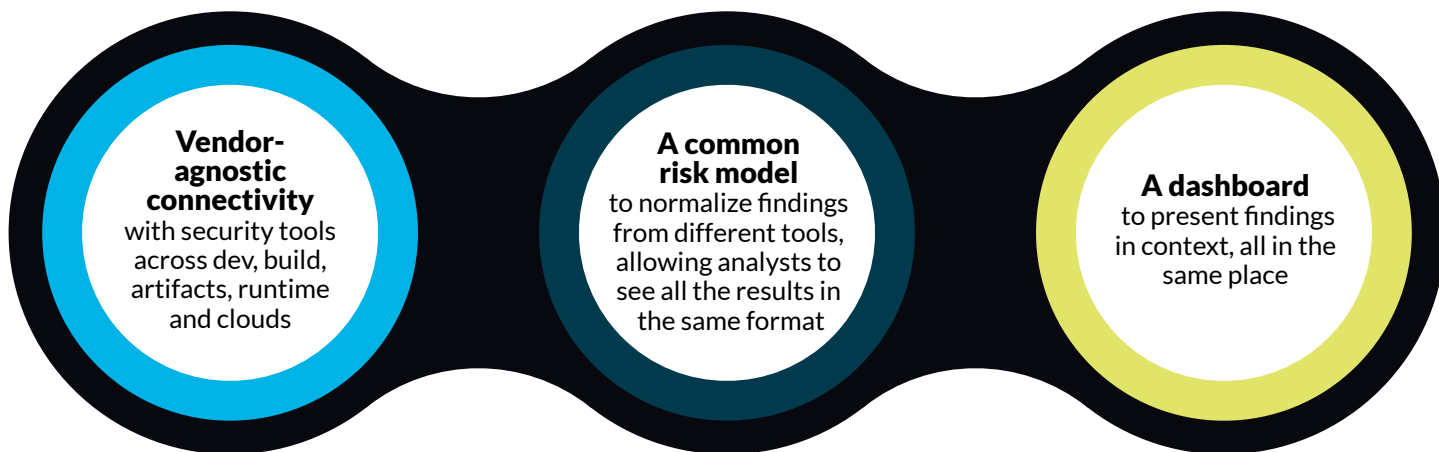 Vendor-
agnostic
connectivity
with security tools
across dev, build,
artifacts, runtime
and clouds
A common
risk model
to normalize findings
from different tools,
allowing analysts to
see all the results in
the same format
A dashboard
to present findings
in context, all in the
same place